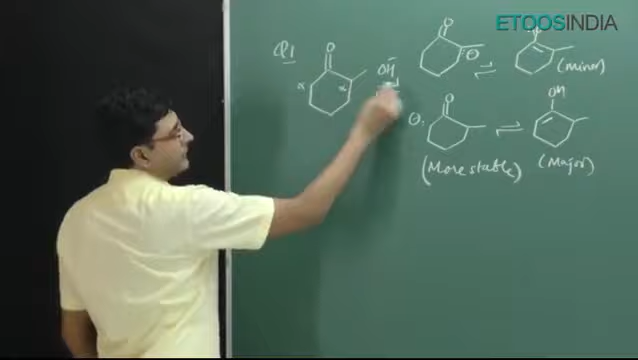 ETOOSINDIA
Q1
O
α
α
OH
O
⊖
(minor)
O
⊖
OH
(More stable)
(Major)